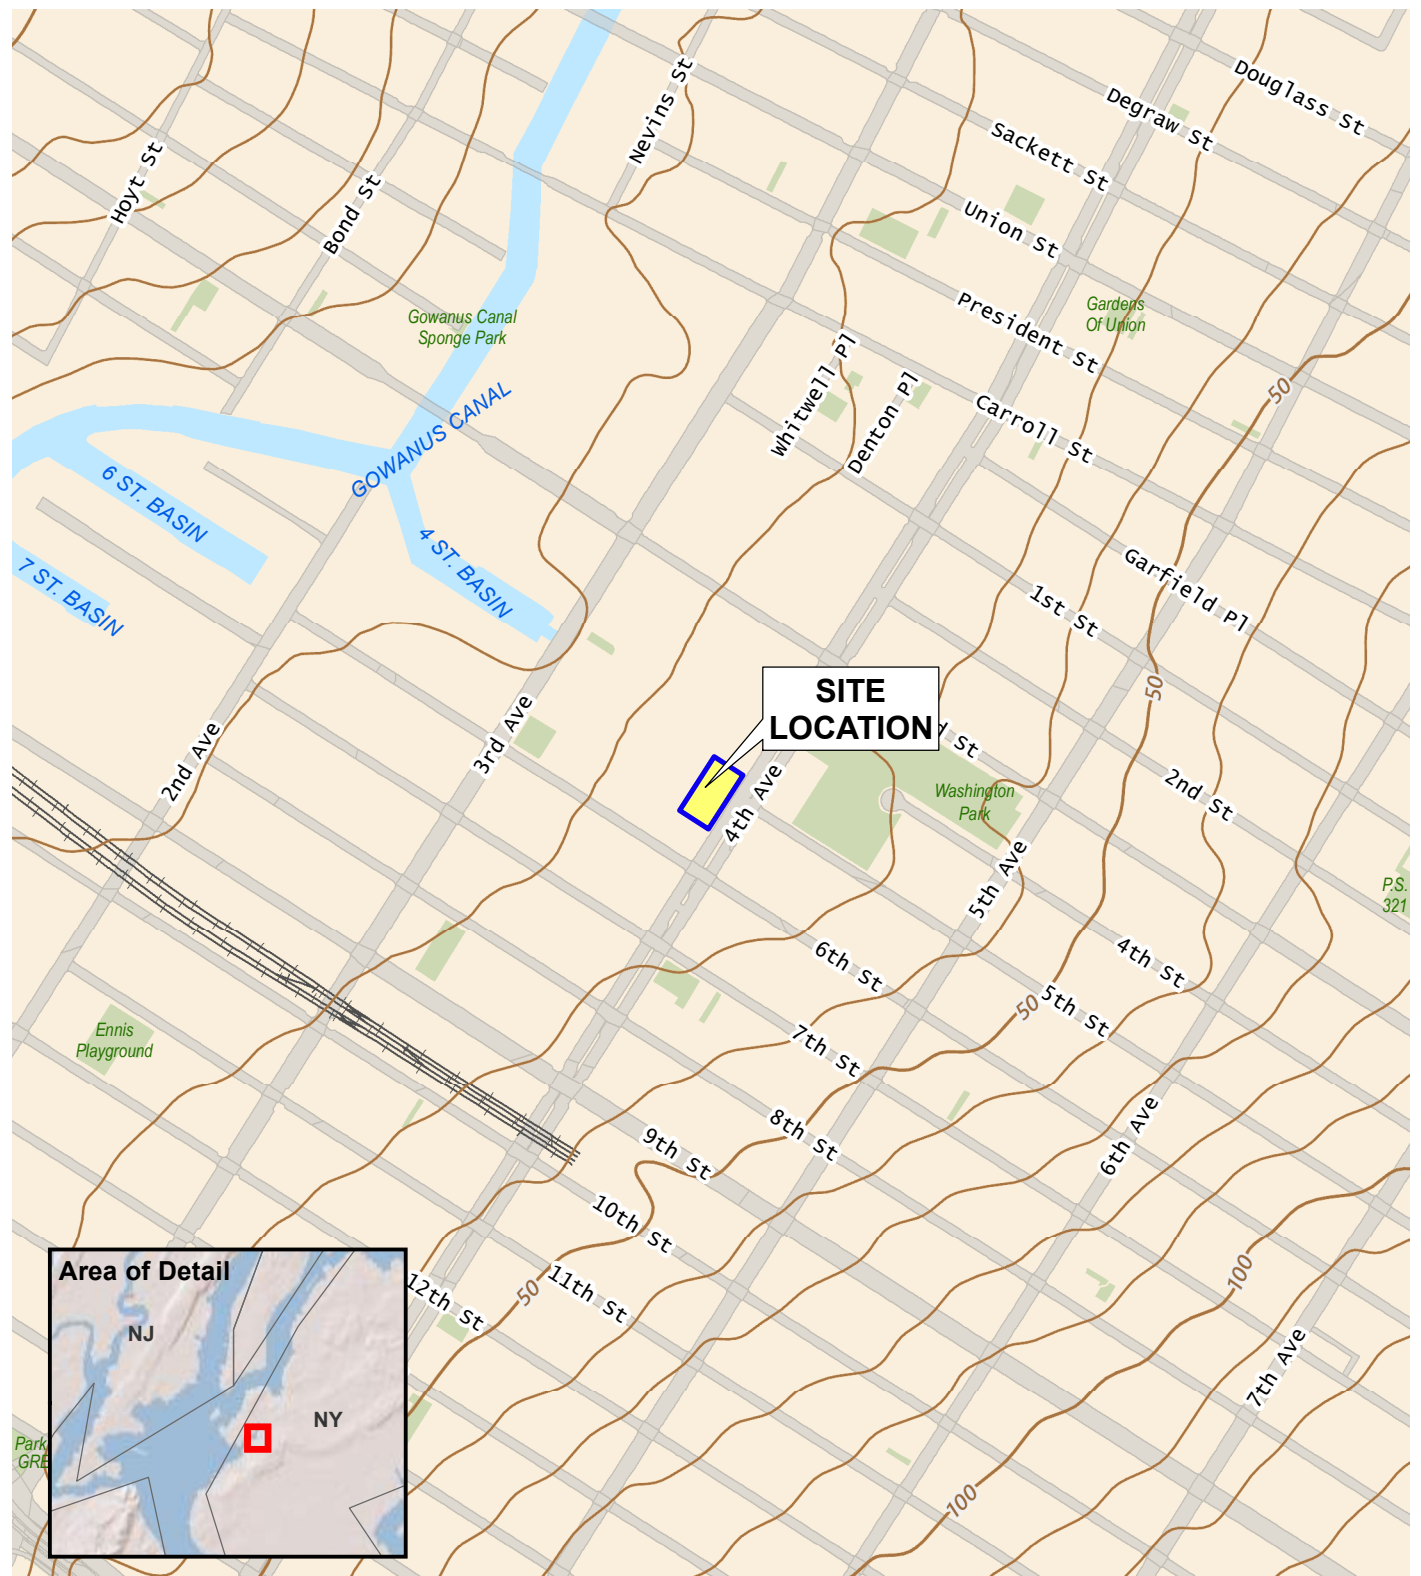 Douglass St
Degraw St
Sackett St
Nevins St
Hoyt St
Bond St
Union St
Gardens
Of Union
President St
Gowanus Canal
Sponge Park
Whitwell Pl
Denton Pl
50
Carroll St
GOWANUS CANAL
6 ST. BASIN
4 ST. BASIN
7 ST. BASIN
Garfield Pl
1st St
50
SITE
LOCATION
d St
3rd Ave
2nd Ave
4th Ave
Washington
Park
2nd St
5th Ave
P.S.
321
6th St
4th St
50
5th St
Ennis
Playground
7th St
8th St
9th St
6th Ave
10th St
100
11th St
12th St
50
7th Ave
100
Area of Detail
NJ
NY
Park
GRE